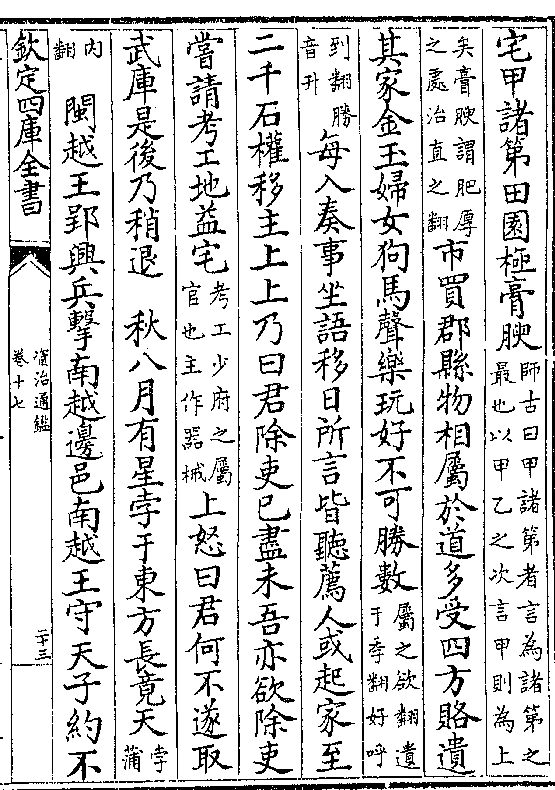 宅甲諸第田園極膏腴師古曰甲諸第者言為諸第之最也以甲乙之次言甲則為上
矣膏腴謂肥厚之處治直之翻市買郡縣物相屬於道多受四方賂遺
其家金玉婦女狗馬聲樂玩好不可勝數屬之欲翻遺于季翻好呼
到翻勝音升每入奏事坐語移日所言皆聽薦人或起家至
二千石權移主上上乃曰君除吏已盡未吾亦欲除吏
嘗請考工地益宅考工少府之屬官也主作器械上怒曰君何不遂取
武庫是後乃稍退 秋八月有星孛于東方長竟天孛蒲
內翻 閩越王郢興兵擊南越邊邑南越王守天子約不
欽定四庫全書
資治通鑑
卷十七
二十三